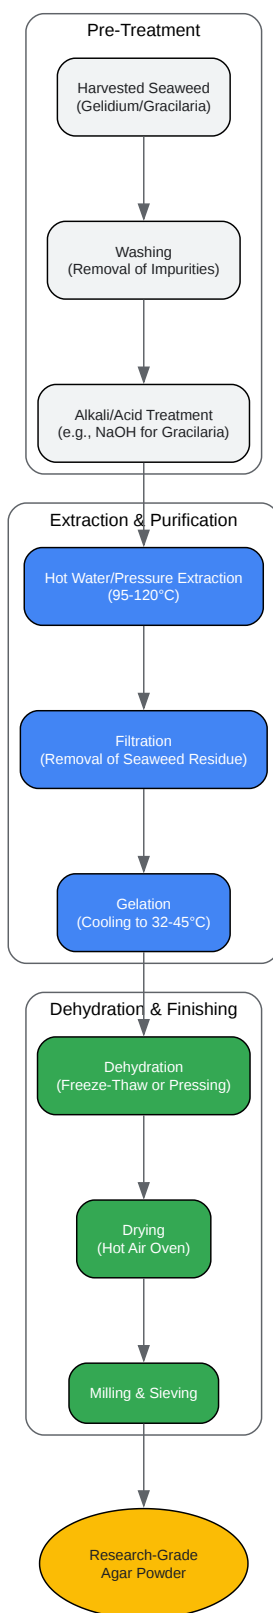 Pre-Treatment
Harvested Seaweed
(Gelidium/Gracilaria)
Washing
(Removal of Impurities)
Alkali/Acid Treatment
(e.g., NaOH for Gracilaria)
Extraction & Purification
Hot Water/Pressure Extraction
(95-120°C)
Filtration
(Removal of Seaweed Residue)
Gelation
(Cooling to 32-45°C)
Dehydration & Finishing
Dehydration
(Freeze-Thaw or Pressing)
Drying
(Hot Air Oven)
Milling & Sieving
Research-Grade
Agar Powder